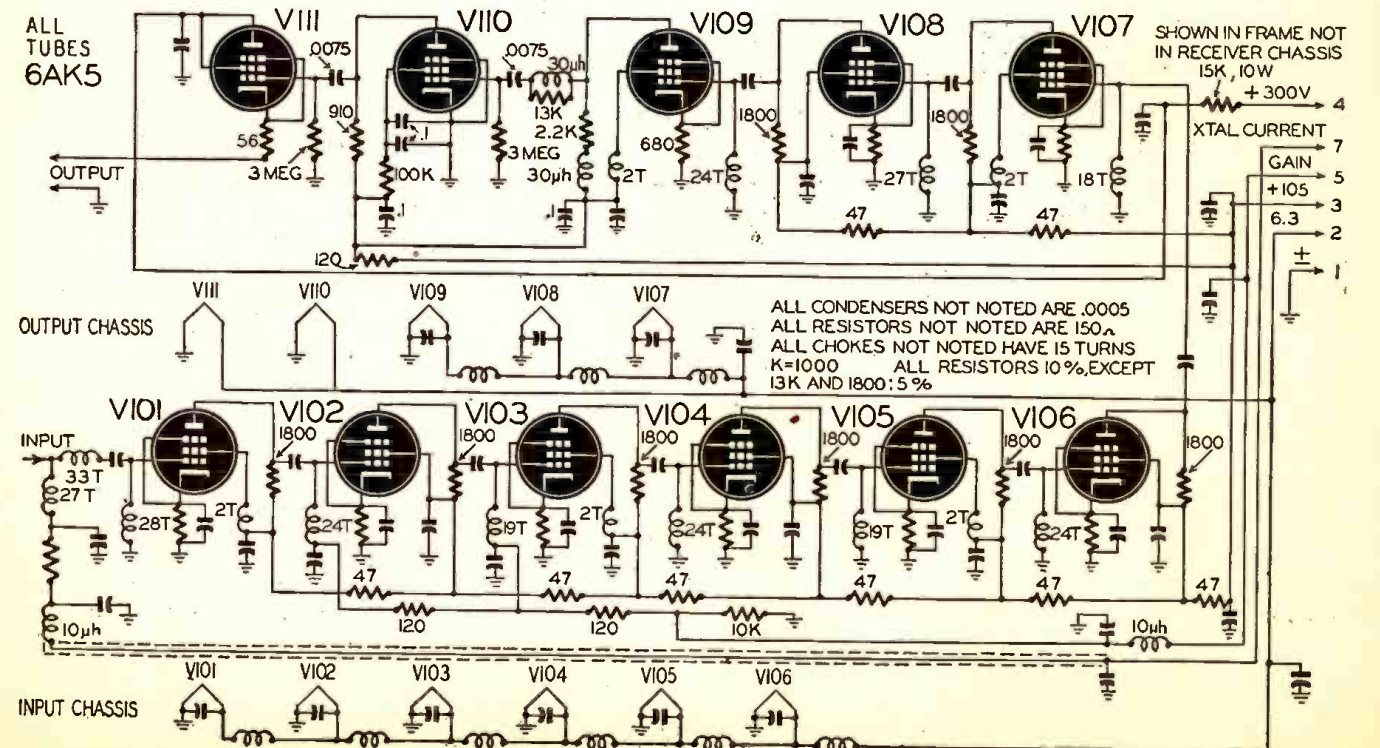 ALL
TUBES
6AK5
V111
V110
V109
V108
V107
SHOWN IN FRAME NOT
IN RECEIVER CHASSIS
15K, 10W
+300V
4
XTAL CURRENT
7
GAIN
5
+105
3
6.3
2
±
1
.0075
.0075
30μh
13K
2.2K
30μh
910
56
3 MEG
.1
100K
.1
3 MEG
.1
2T
680
24T
1800
27T
1800
2T
18T
47
47
120
OUTPUT
V111
V110
V109
V108
V107
OUTPUT CHASSIS
ALL CONDENSERS NOT NOTED ARE .0005
ALL RESISTORS NOT NOTED ARE 150Ω
ALL CHOKES NOT NOTED HAVE 15 TURNS
K=1000 ALL RESISTORS 10%, EXCEPT
13K AND 1800: 5%
V101
V102
V103
V104
V105
V106
INPUT
33T
27T
28T
2T
1800
24T
1800
19T
2T
1800
24T
1800
19T
2T
1800
24T
1800
47
47
47
47
47
47
120
120
10K
10μh
10μh
V101
V102
V103
V104
V105
V106
INPUT CHASSIS